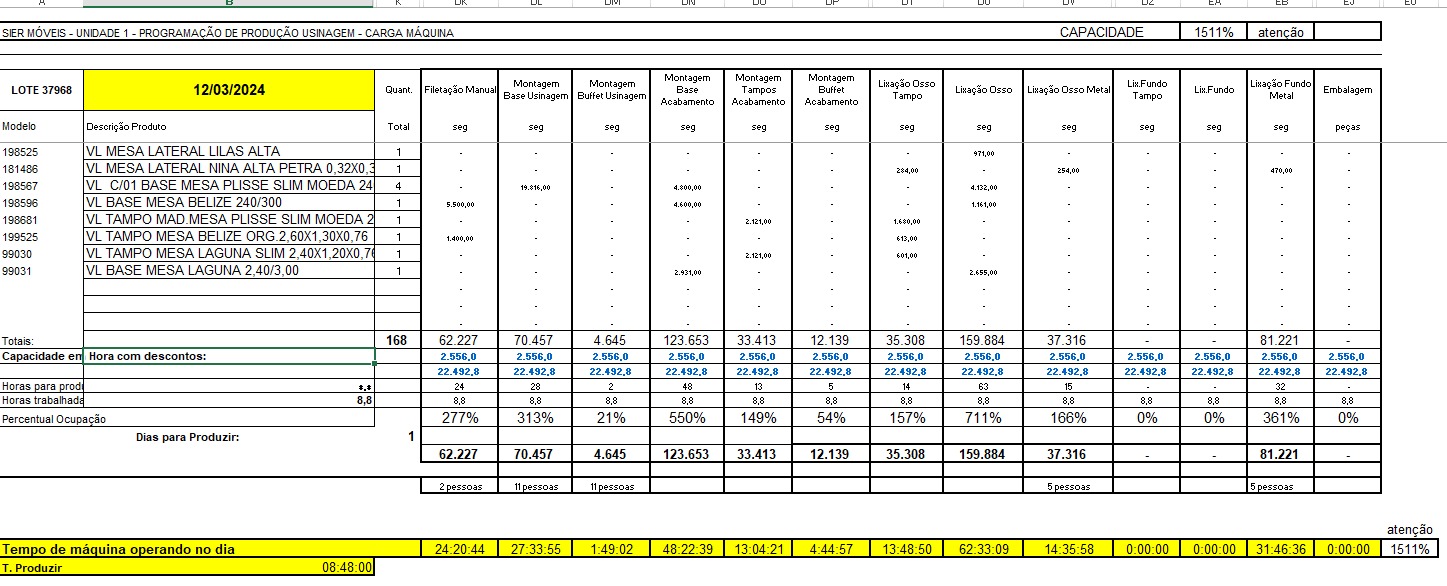 A B K DK DL DM DN DO DP DT DU DV DZ EA EB EJ EU
SIER MÓVEIS - UNIDADE 1 - PROGRAMAÇÃO DE PRODUÇÃO USINAGEM - CARGA MÁQUINA CAPACIDADE 1511% atenção
LOTE 37968 12/03/2024 Quant. Filetação Manual Montagem Base Usinagem Montagem Buffet Usinagem Montagem Base Acabamento Montagem Tampos Acabamento Montagem Buffet Acabamento Lixação Osso Tampo Lixação Osso Lixação Osso Metal Lix.Fundo Tampo Lix.Fundo Lixação Fundo Metal Embalagem
Modelo Descrição Produto Total seg seg seg seg seg seg seg seg seg seg seg seg peças
198525 VL MESA LATERAL LILAS ALTA 1 - - - - - - - 971,00 - - - - -
181486 VL MESA LATERAL NINA ALTA PETRA 0,32X0,3 1 - - - - - - 284,00 - 254,00 - - 470,00 -
198567 VL C/01 BASE MESA PLISSE SLIM MOEDA 24 4 - 19.816,00 - 4.800,00 - - - 4.132,00 - - - - -
198596 VL BASE MESA BELIZE 240/300 1 5.500,00 - - 4.600,00 - - - 1.161,00 - - - - -
198681 VL TAMPO MAD.MESA PLISSE SLIM MOEDA 2 1 - - - - 2.121,00 - 1.680,00 - - - - - -
199525 VL TAMPO MESA BELIZE ORG.2,60X1,30X0,76 1 1.400,00 - - - - - 613,00 - - - - - -
99030 VL TAMPO MESA LAGUNA SLIM 2,40X1,20X0,76 1 - - - - 2.121,00 - 601,00 - - - - - -
99031 VL BASE MESA LAGUNA 2,40/3,00 1 - - - 2.931,00 - - - 2.655,00 - - - - -
- - - - - - - - - - - - -
- - - - - - - - - - - - -
- - - - - - - - - - - - -
Totais: 168 62.227 70.457 4.645 123.653 33.413 12.139 35.308 159.884 37.316 - - 81.221 -
Capacidade em Hora com descontos: 2.556,0 2.556,0 2.556,0 2.556,0 2.556,0 2.556,0 2.556,0 2.556,0 2.556,0 2.556,0 2.556,0 2.556,0 2.556,0
22.492,8 22.492,8 22.492,8 22.492,8 22.492,8 22.492,8 22.492,8 22.492,8 22.492,8 22.492,8 22.492,8 22.492,8 22.492,8
Horas para prod 24 28 2 48 13 5 14 63 15 - - 32 -
Horas trabalhada 8,8 8,8 8,8 8,8 8,8 8,8 8,8 8,8 8,8 8,8 8,8 8,8 8,8 8,8
Percentual Ocupação 277% 313% 21% 550% 149% 54% 157% 711% 166% 0% 0% 361% 0%
Dias para Produzir: 1
62.227 70.457 4.645 123.653 33.413 12.139 35.308 159.884 37.316 - - 81.221 -
2 pessoas 11 pessoas 11 pessoas 5 pessoas 5 pessoas
atenção
Tempo de máquina operando no dia 24:20:44 27:33:55 1:49:02 48:22:39 13:04:21 4:44:57 13:48:50 62:33:09 14:35:58 0:00:00 0:00:00 31:46:36 0:00:00 1511%
T. Produzir 08:48:00